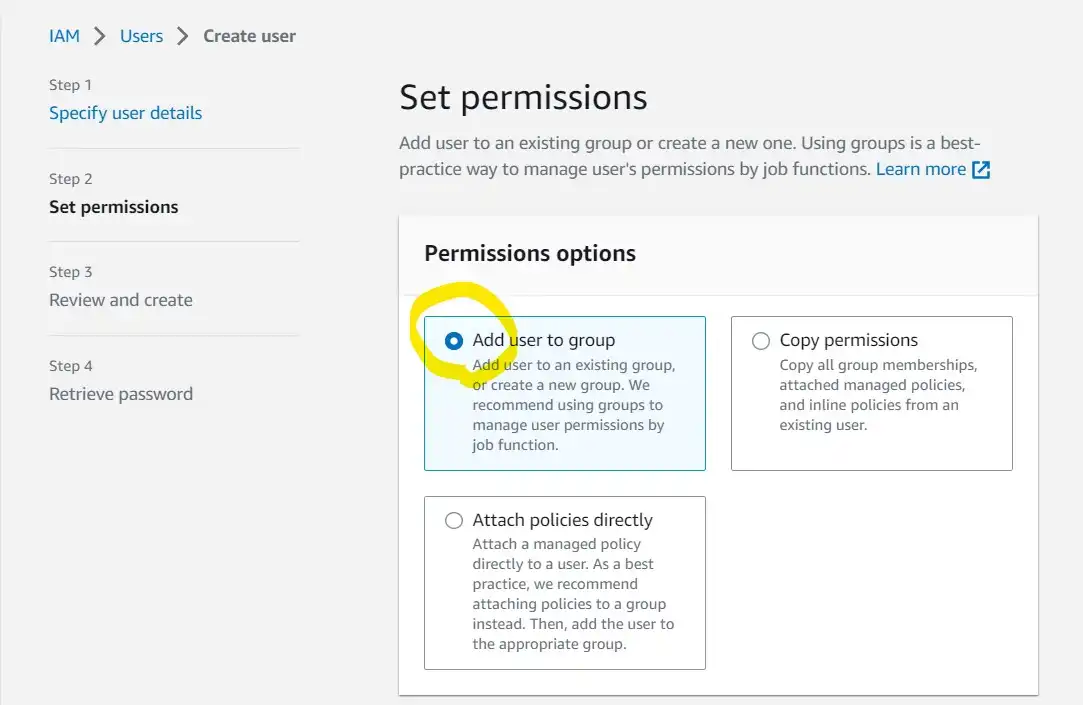 IAM > Users > Create user
Step 1
Specify user details
Step 2
Set permissions
Step 3
Review and create
Step 4
Retrieve password
Set permissions
Add user to an existing group or create a new one. Using groups is a best-
practice way to manage user's permissions by job functions. Learn more
Permissions options
Add user to group
Add user to an existing group,
or create a new group. We
recommend using groups to
manage user permissions by
job function.
Copy permissions
Copy all group memberships,
attached managed policies,
and inline policies from an
existing user.
Attach policies directly
Attach a managed policy
directly to a user. As a best
practice, we recommend
attaching policies to a group
instead. Then, add the user to
the appropriate group.